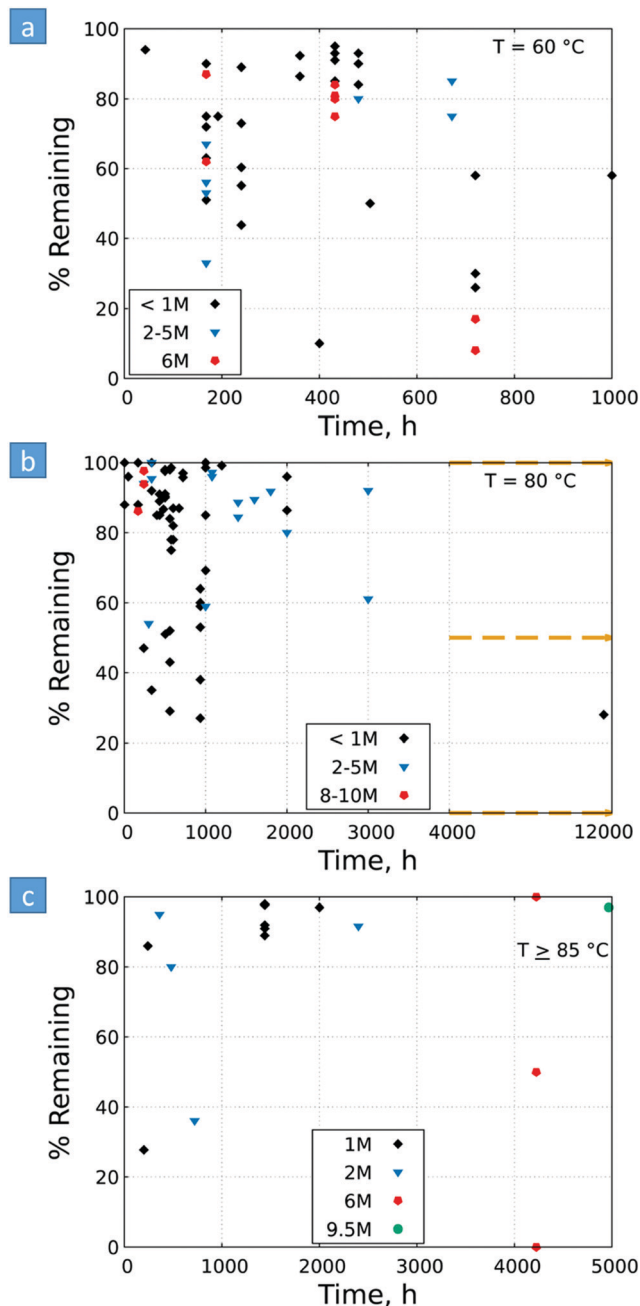 a
100
80
60
40
20
0
% Remaining
T = 60 °C
< 1M
2-5M
6M
200
400
600
800
1000
Time, h
b
100
80
60
40
20
0
% Remaining
T = 80 °C
< 1M
2-5M
8-10M
0
1000
2000
3000
4000
12000
Time, h
c
100
80
60
40
20
0
% Remaining
T ≥ 85 °C
1M
2M
6M
9.5M
0
1000
2000
3000
4000
5000
Time, h